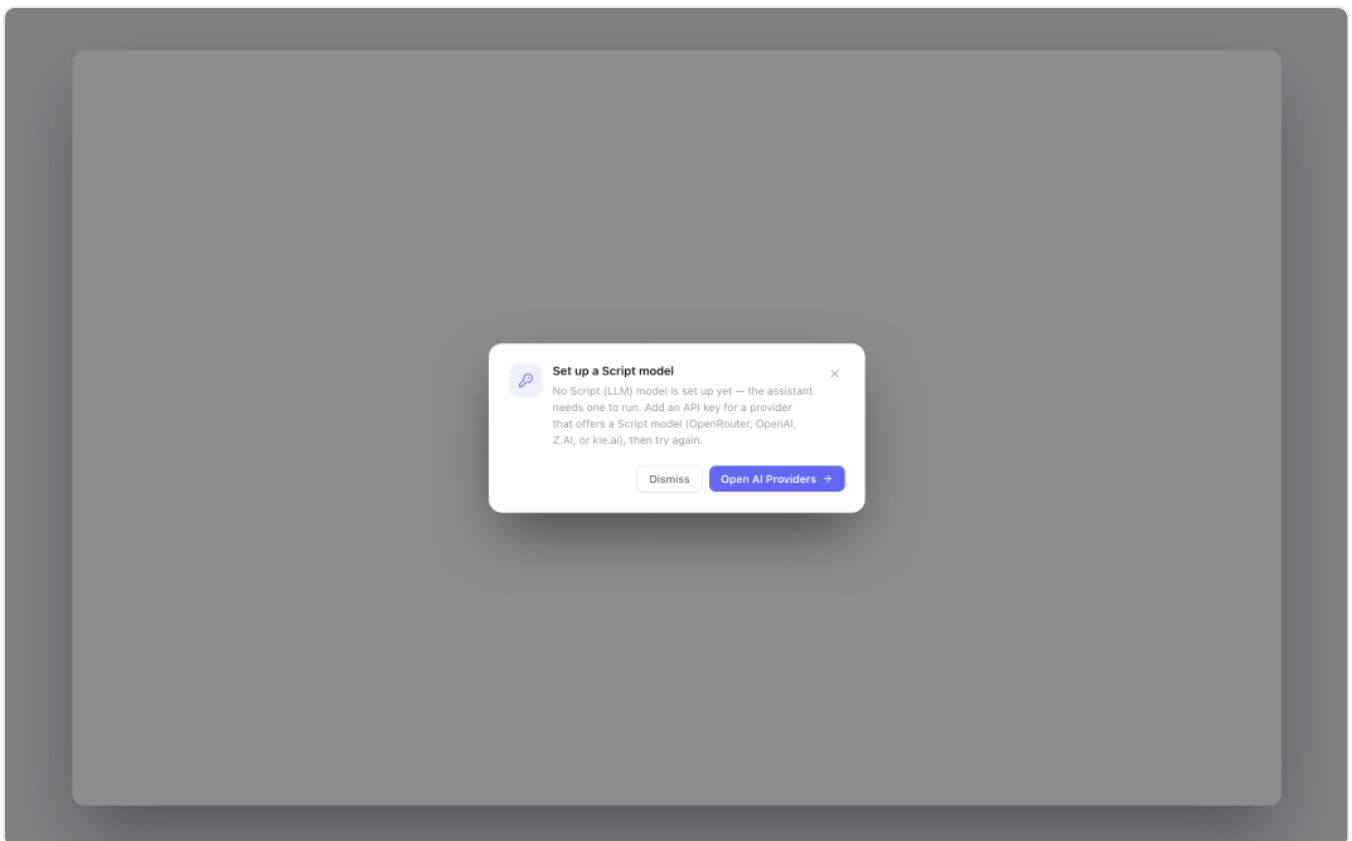 Set up a Script model
No Script (LLM) model is set up yet — the assistant
needs one to run. Add an API key for a provider
that offers a Script model (OpenRouter, OpenAI,
Z.AI, or kie.ai), then try again.
Dismiss
Open AI Providers →